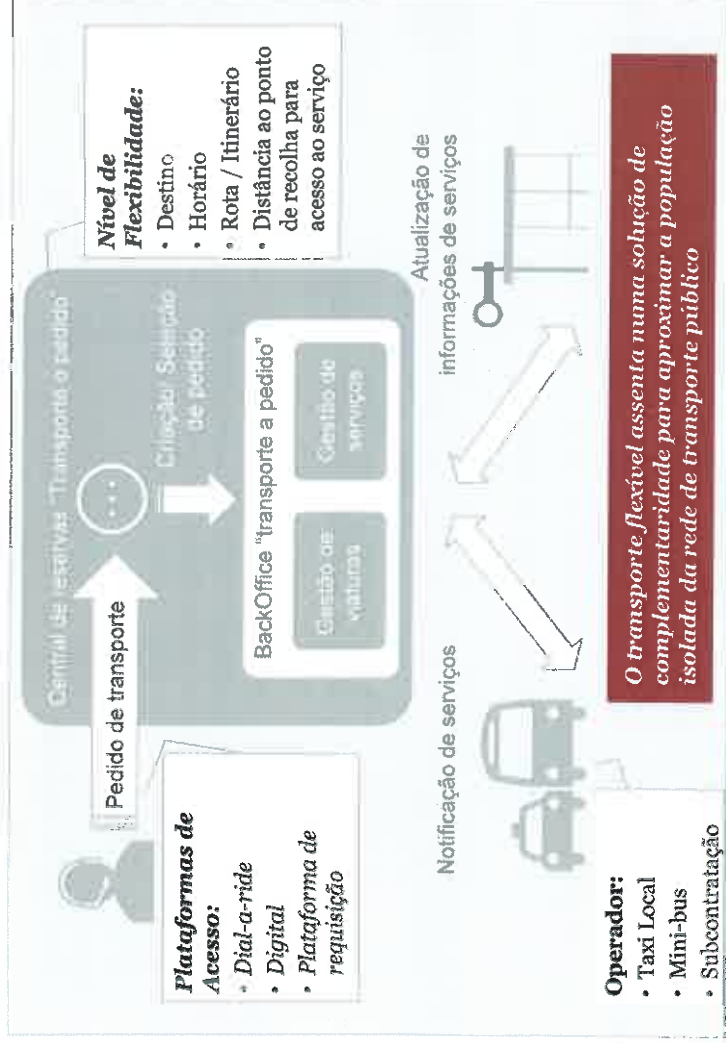 Central de reservas "Transporte a pedido"
Pedido de transporte
Criação/ Seleção
de pedido
BackOffice "transporte a pedido"
Gestão de
viaturas
Gestão de
serviços
Nível de
Flexibilidade:
• Destino
• Horário
• Rota / Itinerário
• Distância ao ponto
de recolha para
acesso ao serviço
Plataformas de
Acesso:
• Dial-a-ride
• Digital
• Plataforma de
requisição
Notificação de serviços
Atualização de
informações de serviços
Operador:
• Taxi Local
• Mini-bus
• Subcontratação
O transporte flexível assenta numa solução de
complementaridade para aproximar a população
isolada da rede de transporte público